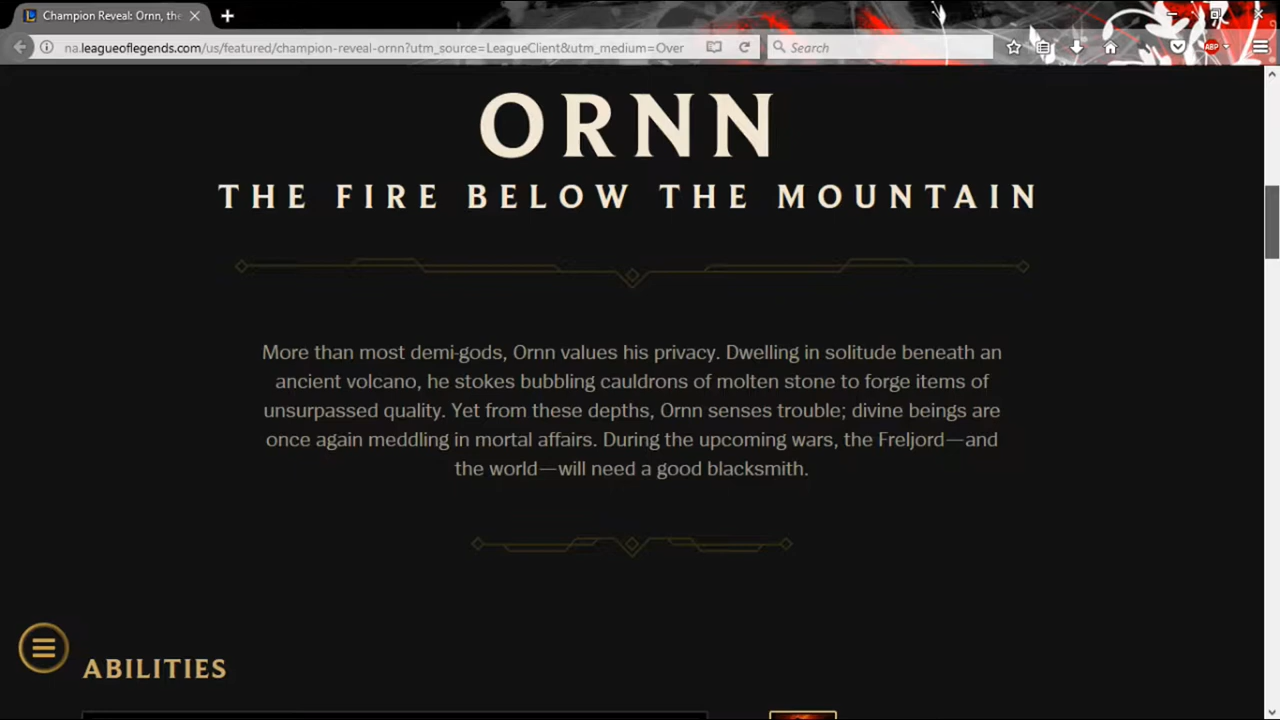 Champion Reveal: Ornn, the
na.leagueoflegends.com/us/featured/champion-reveal-ornn?utm_source=LeagueClient&utm_medium=Over
Search
ABP
ORNN
THE FIRE BELOW THE MOUNTAIN
More than most demi-gods, Ornn values his privacy. Dwelling in solitude beneath an
ancient volcano, he stokes bubbling cauldrons of molten stone to forge items of
unsurpassed quality. Yet from these depths, Ornn senses trouble; divine beings are
once again meddling in mortal affairs. During the upcoming wars, the Freljord—and
the world—will need a good blacksmith.
ABILITIES